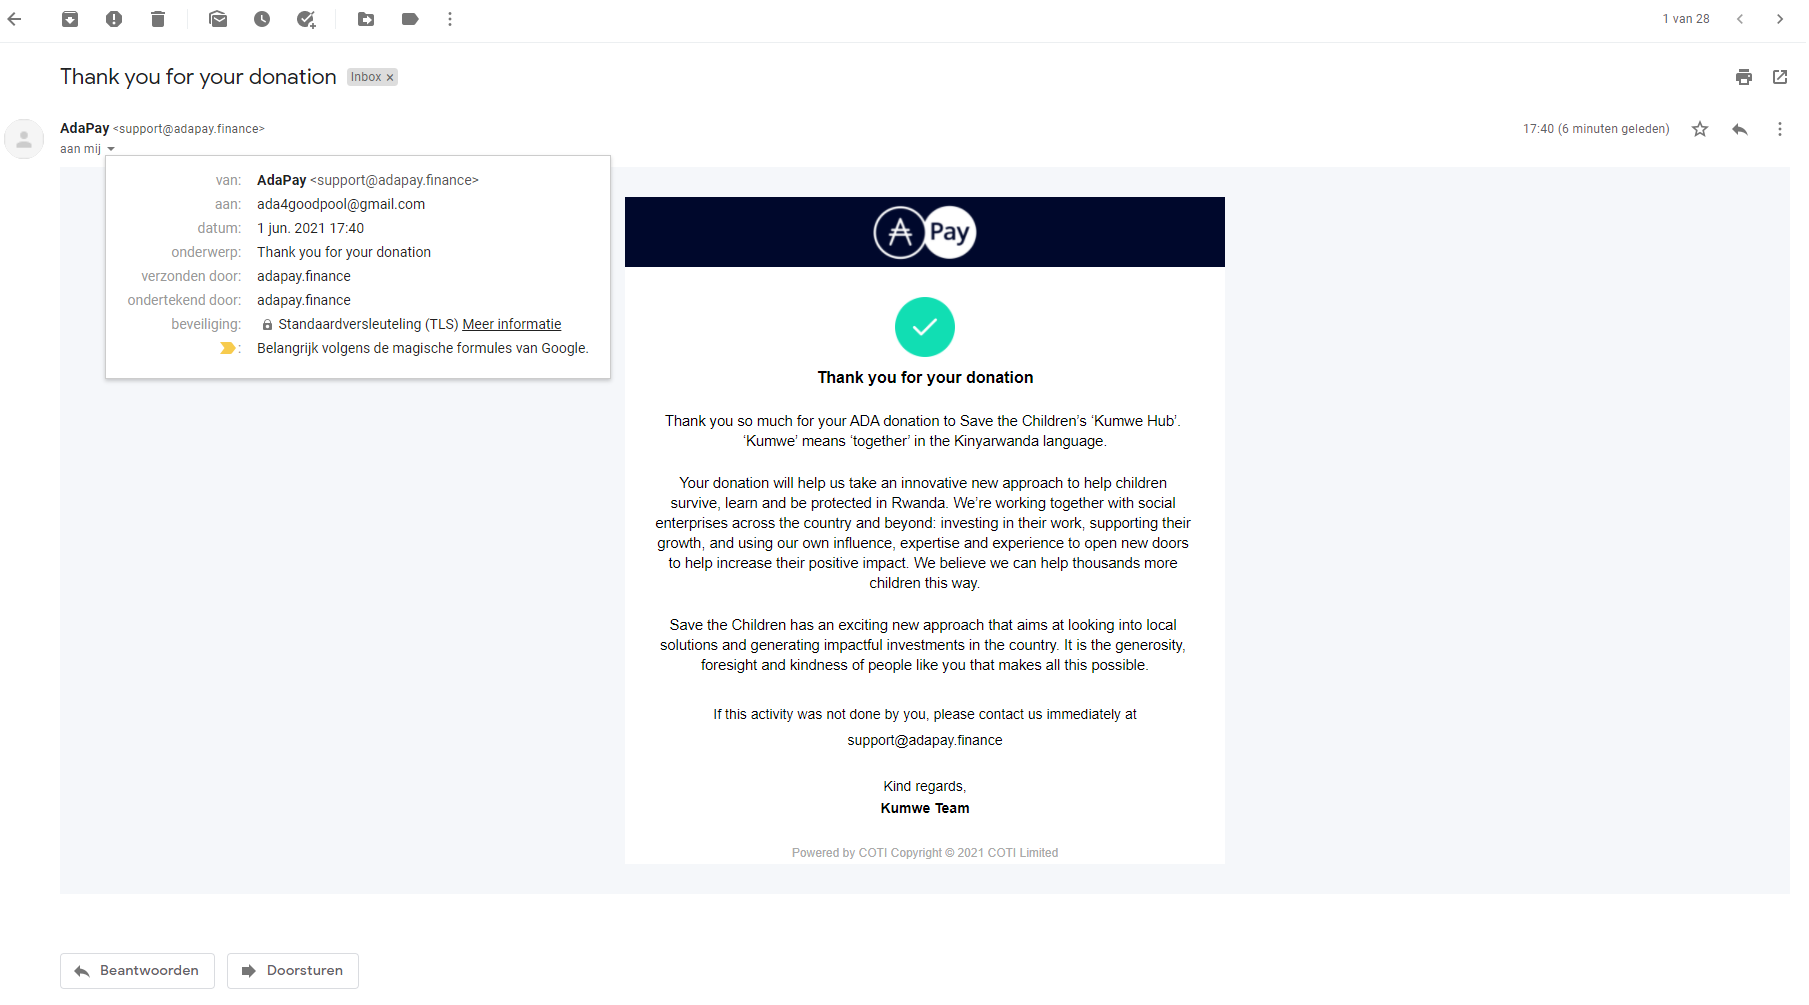 1 van 28
Thank you for your donation Inbox x
AdaPay <support@adapay.finance> 17:40 (6 minuten geleden)
aan mij
van: AdaPay <support@adapay.finance>
aan: ada4goodpool@gmail.com
datum: 1 jun. 2021 17:40
onderwerp: Thank you for your donation
verzonden door: adapay.finance
ondertekend door: adapay.finance
beveiliging: Standaardversleuteling (TLS) Meer informatie
: Belangrijk volgens de magische formules van Google.
Pay
Thank you for your donation
Thank you so much for your ADA donation to Save the Children’s ‘Kumwe Hub’.
‘Kumwe’ means ‘together’ in the Kinyarwanda language.
Your donation will help us take an innovative new approach to help children
survive, learn and be protected in Rwanda. We’re working together with social
enterprises across the country and beyond: investing in their work, supporting their
growth, and using our own influence, expertise and experience to open new doors
to help increase their positive impact. We believe we can help thousands more
children this way.
Save the Children has an exciting new approach that aims at looking into local
solutions and generating impactful investments in the country. It is the generosity,
foresight and kindness of people like you that makes all this possible.
If this activity was not done by you, please contact us immediately at
support@adapay.finance
Kind regards,
Kumwe Team
Powered by COTI Copyright © 2021 COTI Limited
Beantwoorden
Doorsturen